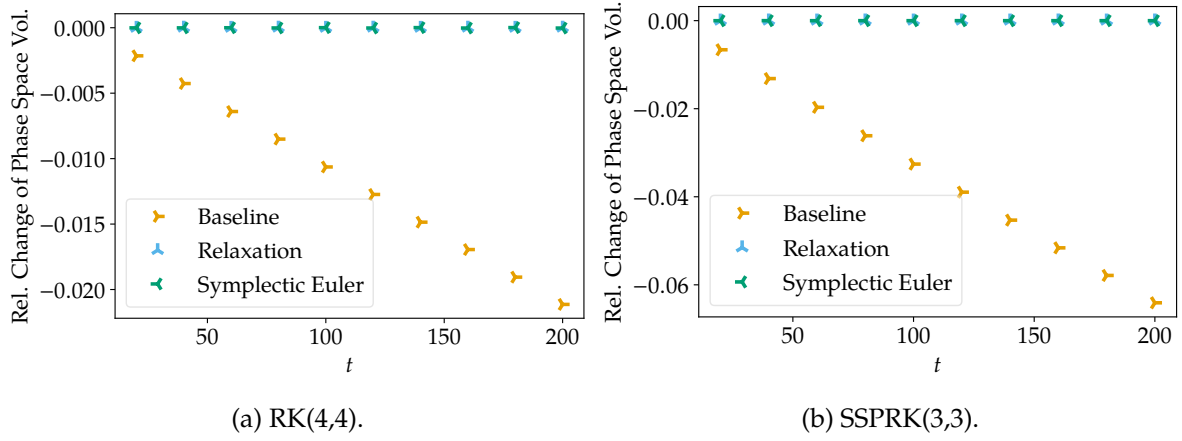 Rel. Change of Phase Space Vol.
0.000
−0.005
−0.010
−0.015
−0.020
Baseline
Relaxation
Symplectic Euler
50
100
150
200
t
(a) RK(4,4).
Rel. Change of Phase Space Vol.
0.00
−0.02
−0.04
−0.06
Baseline
Relaxation
Symplectic Euler
50
100
150
200
t
(b) SSPRK(3,3).